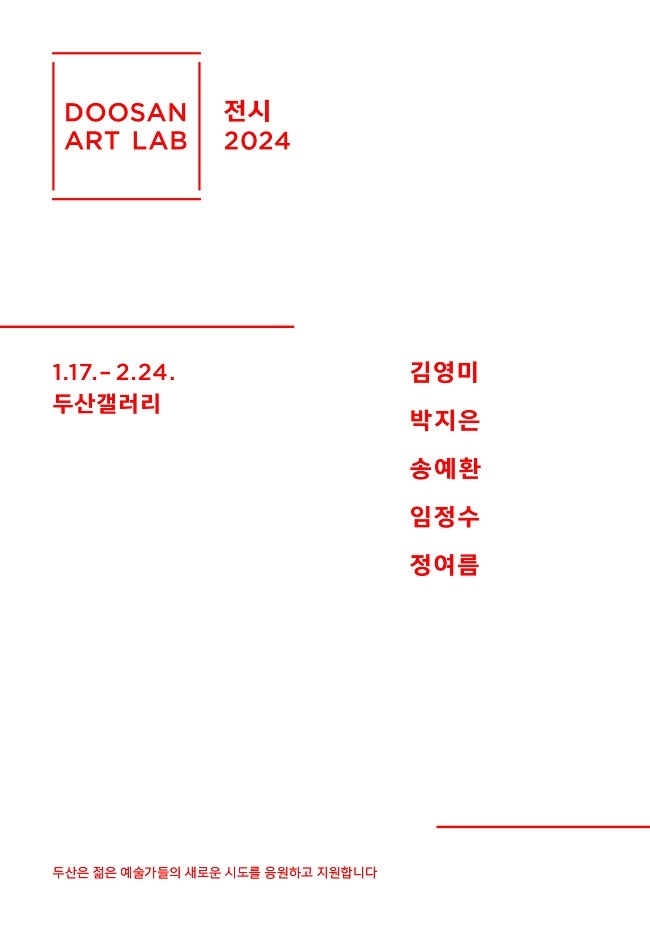 DOOSAN
ART LAB
전시
2024
1.17. – 2.24.
두산갤러리
김영미
박지은
송예환
임정수
정여름
두산은 젊은 예술가들의 새로운 시도를 응원하고 지원합니다